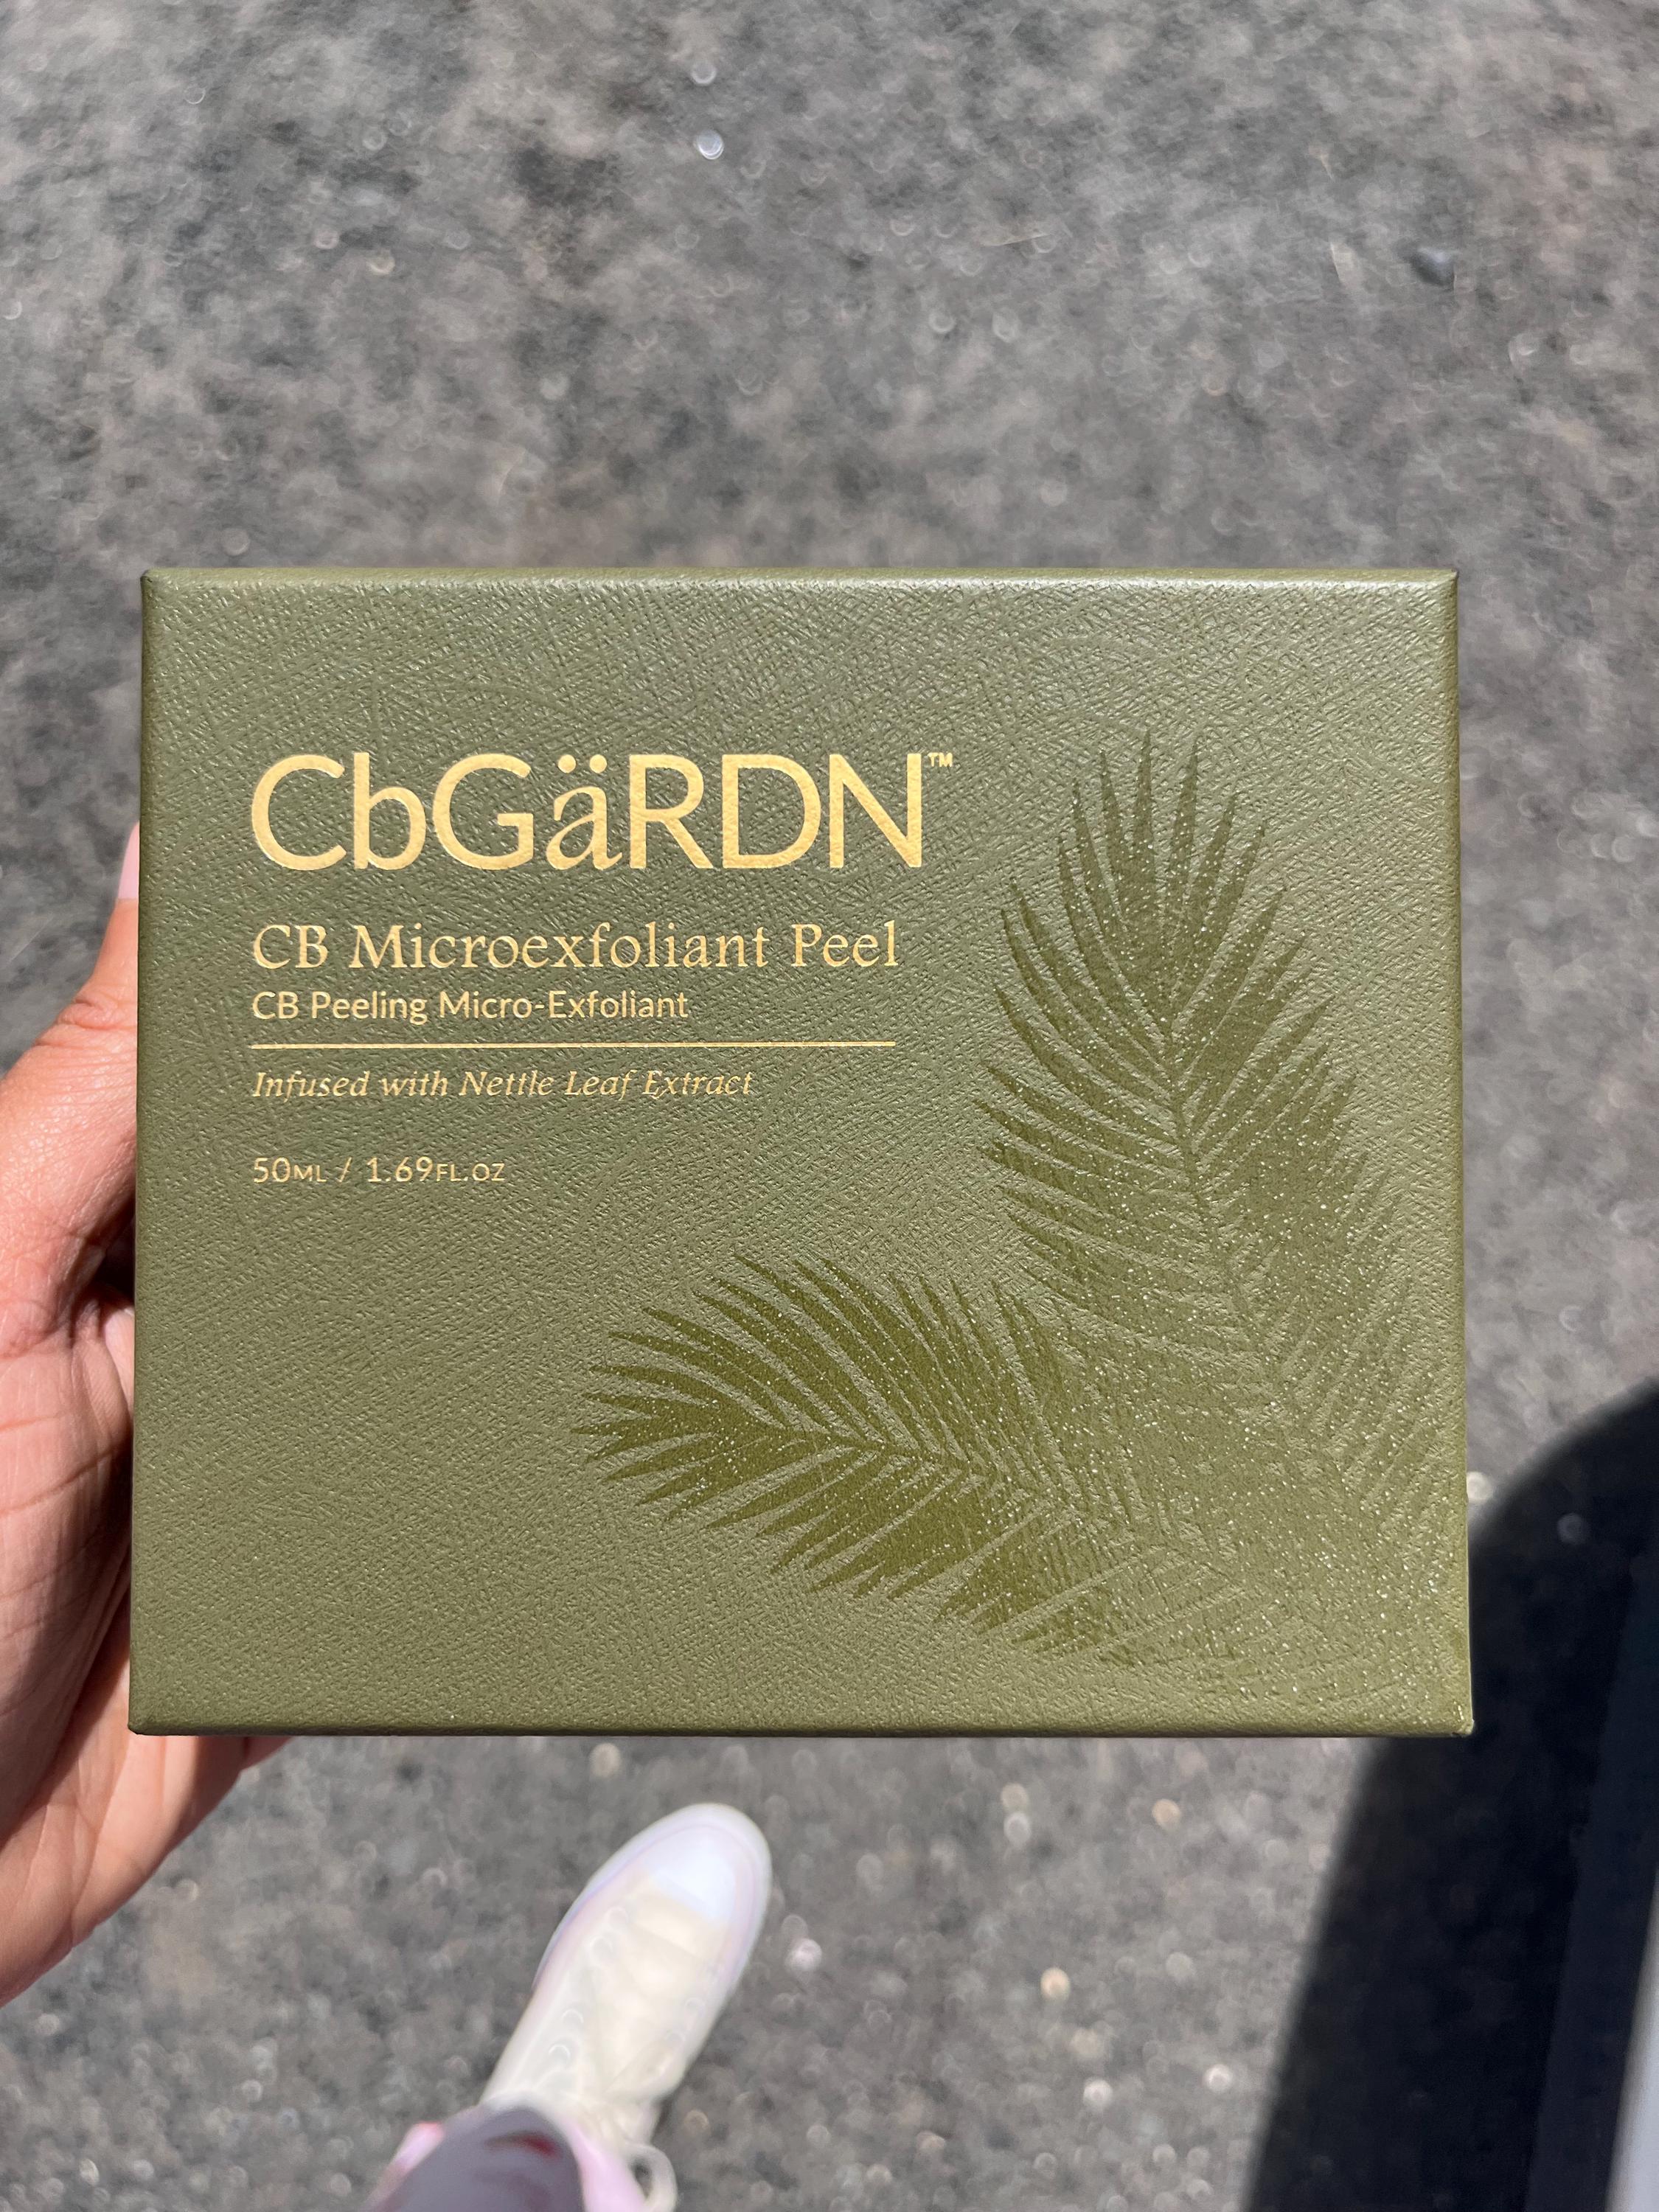 CbGäRDN™
CB Microexfoliant Peel
CB Peeling Micro-Exfoliant
Infused with Nettle Leaf Extract
50ML / 1.69FL.OZ